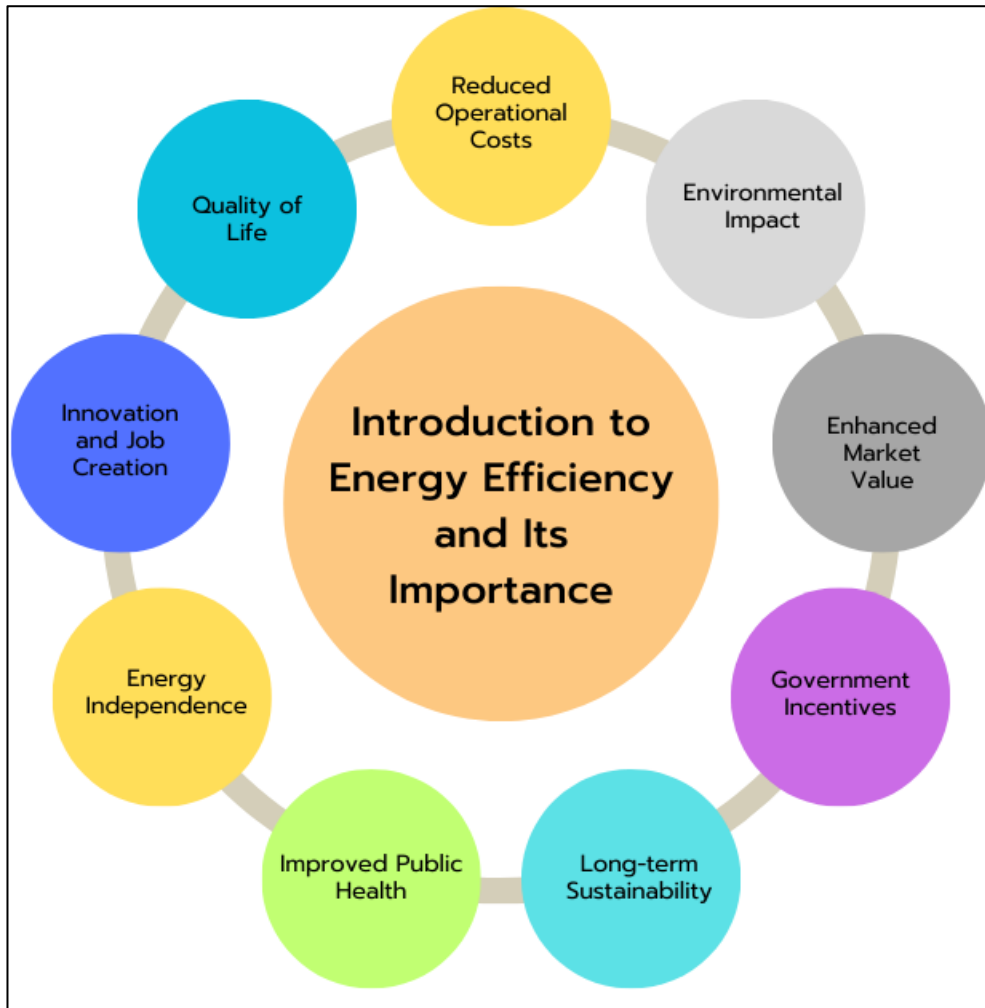 Reduced
Operational
Costs
Environmental
Impact
Enhanced
Market
Value
Government
Incentives
Long-term
Sustainability
Improved Public
Health
Energy
Independence
Innovation
and Job
Creation
Quality of
Life
Introduction to
Energy Efficiency
and Its
Importance